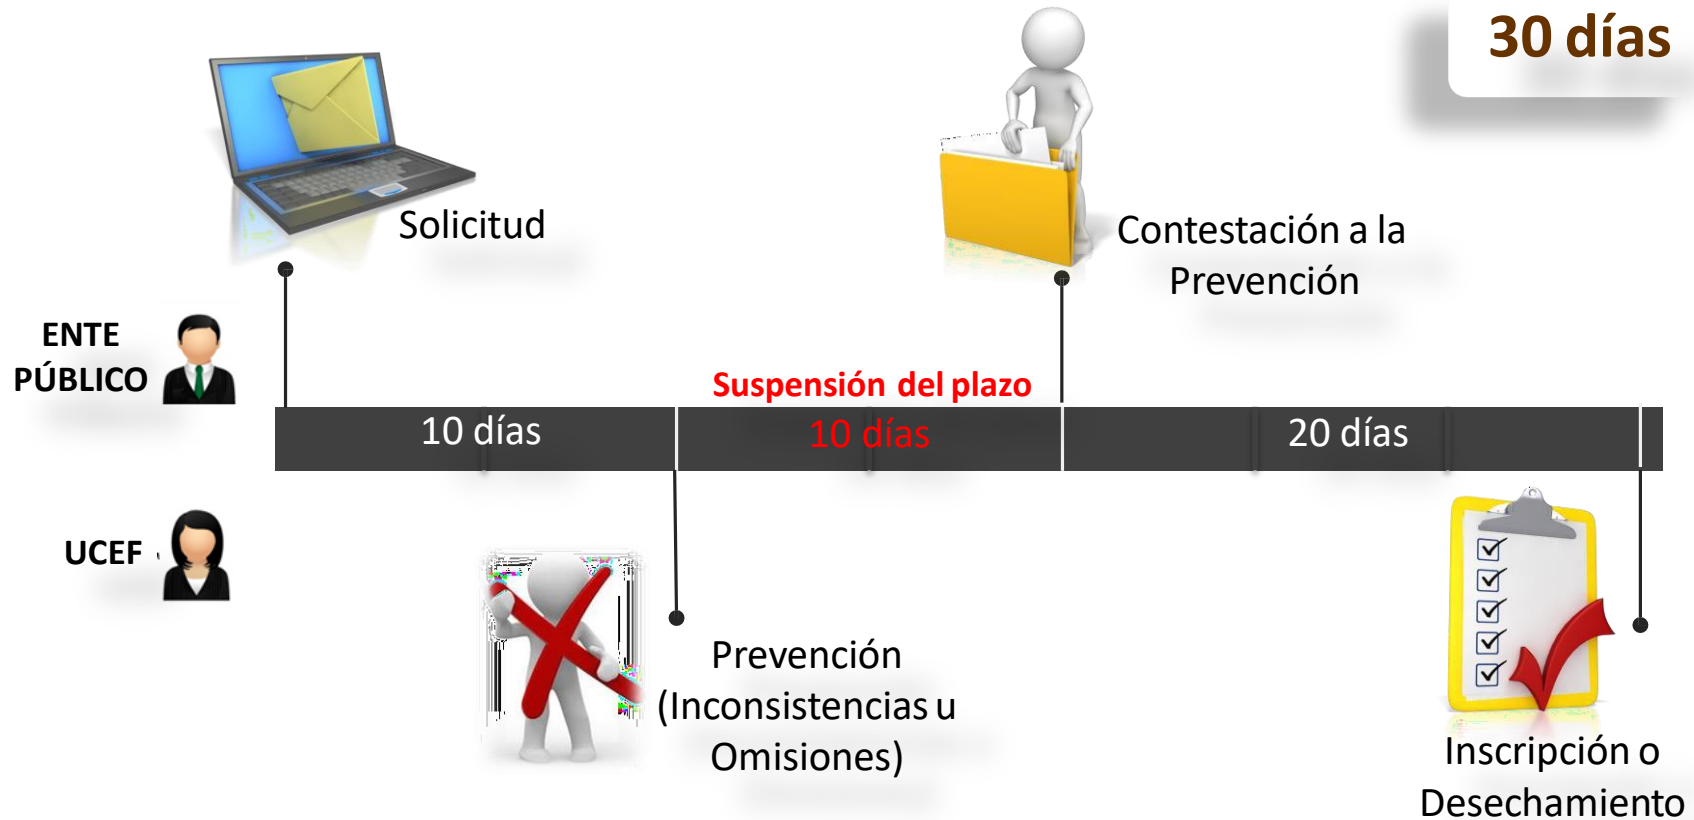 30 días
Solicitud
Contestación a la
Prevención
ENTE
PÚBLICO
Suspensión del plazo
10 días
10 días
20 días
UCEF
Prevención
(Inconsistencias u
Omisiones)
Inscripción o
Desechamiento